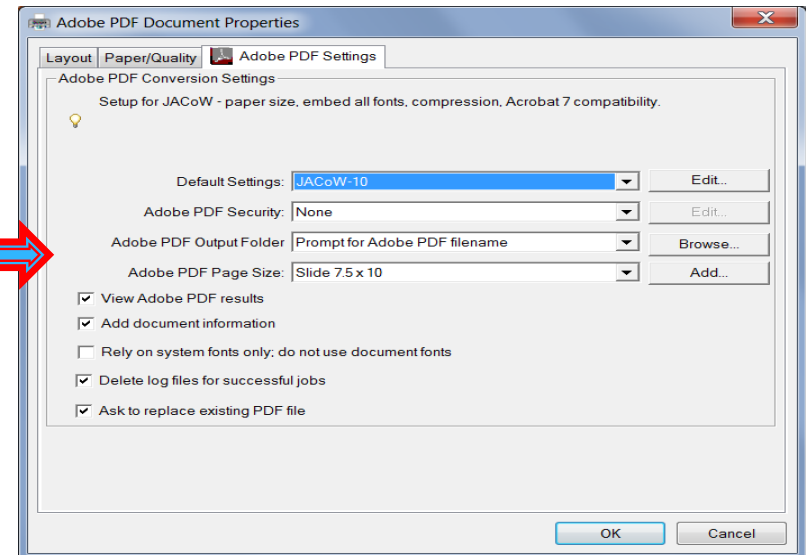 Adobe PDF Document Properties
Layout Paper/Quality Adobe PDF Settings
Adobe PDF Conversion Settings
Setup for JACoW - paper size, embed all fonts, compression, Acrobat 7 compatibility.
Default Settings: JACoW-10 Edit...
Adobe PDF Security: None Edit...
Adobe PDF Output Folder Prompt for Adobe PDF filename Browse...
Adobe PDF Page Size: Slide 7.5 x 10 Add...
View Adobe PDF results
Add document information
Rely on system fonts only; do not use document fonts
Delete log files for successful jobs
Ask to replace existing PDF file
OK Cancel